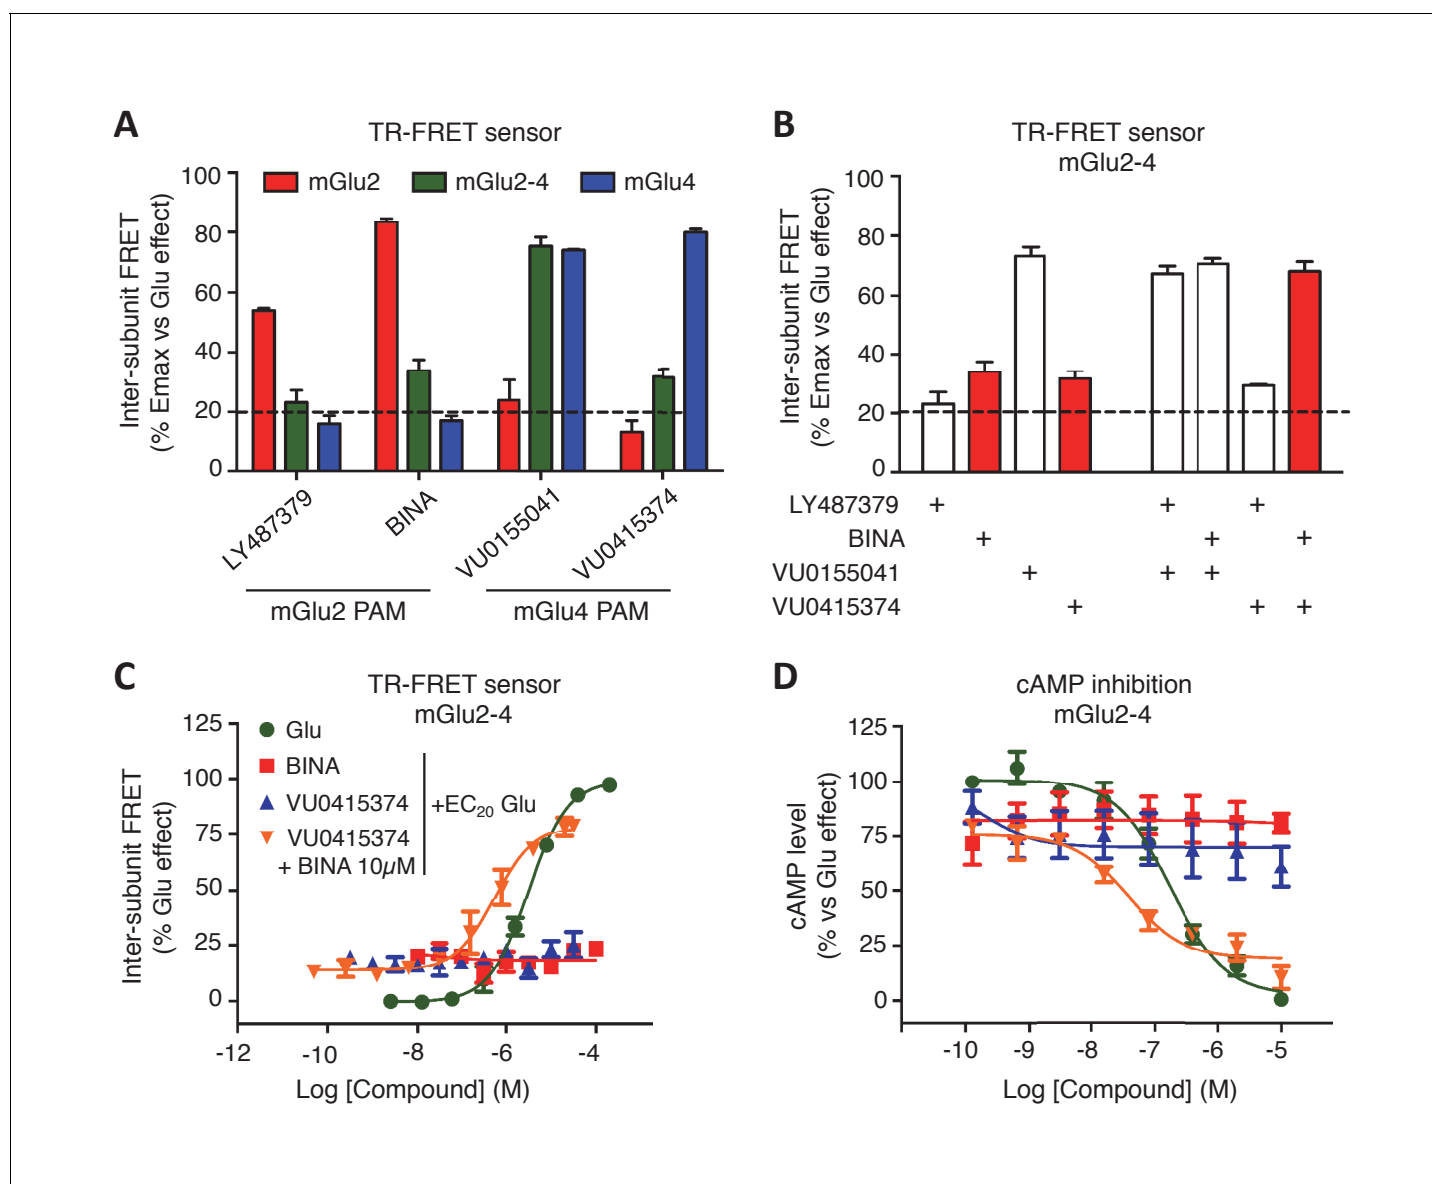 A
TR-FRET sensor
mGlu2 mGlu2-4 mGlu4
Inter-subunit FRET
(% Emax vs Glu effect)
100
80
60
40
20
0
LY487379
BINA
VU0155041
VU0415374
mGlu2 PAM
mGlu4 PAM
B
TR-FRET sensor
mGlu2-4
Inter-subunit FRET
(% Emax vs Glu effect)
100
80
60
40
20
0
LY487379 + + +
BINA + + +
VU0155041 + + +
VU0415374 + + +
C
TR-FRET sensor
mGlu2-4
Inter-subunit FRET
(% Glu effect)
125
100
75
50
25
0
Glu
BINA
VU0415374
VU0415374
+ BINA 10µM
+EC20 Glu
-12 -10 -8 -6 -4
Log [Compound] (M)
D
cAMP inhibition
mGlu2-4
cAMP level
(% vs Glu effect)
125
100
75
50
25
0
-10 -9 -8 -7 -6 -5
Log [Compound] (M)